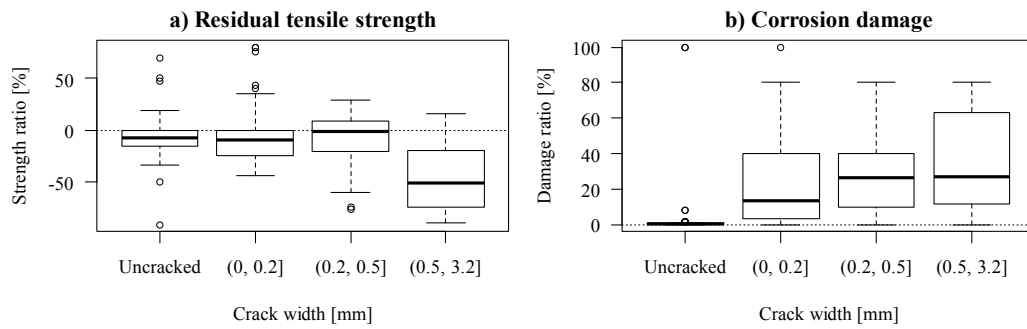 a) Residual tensile strength
Strength ratio [%]
50
0
-50
Uncracked (0, 0.2] (0.2, 0.5] (0.5, 3.2]
Crack width [mm]
b) Corrosion damage
Damage ratio [%]
100
80
60
40
20
0
Uncracked (0, 0.2] (0.2, 0.5] (0.5, 3.2]
Crack width [mm]